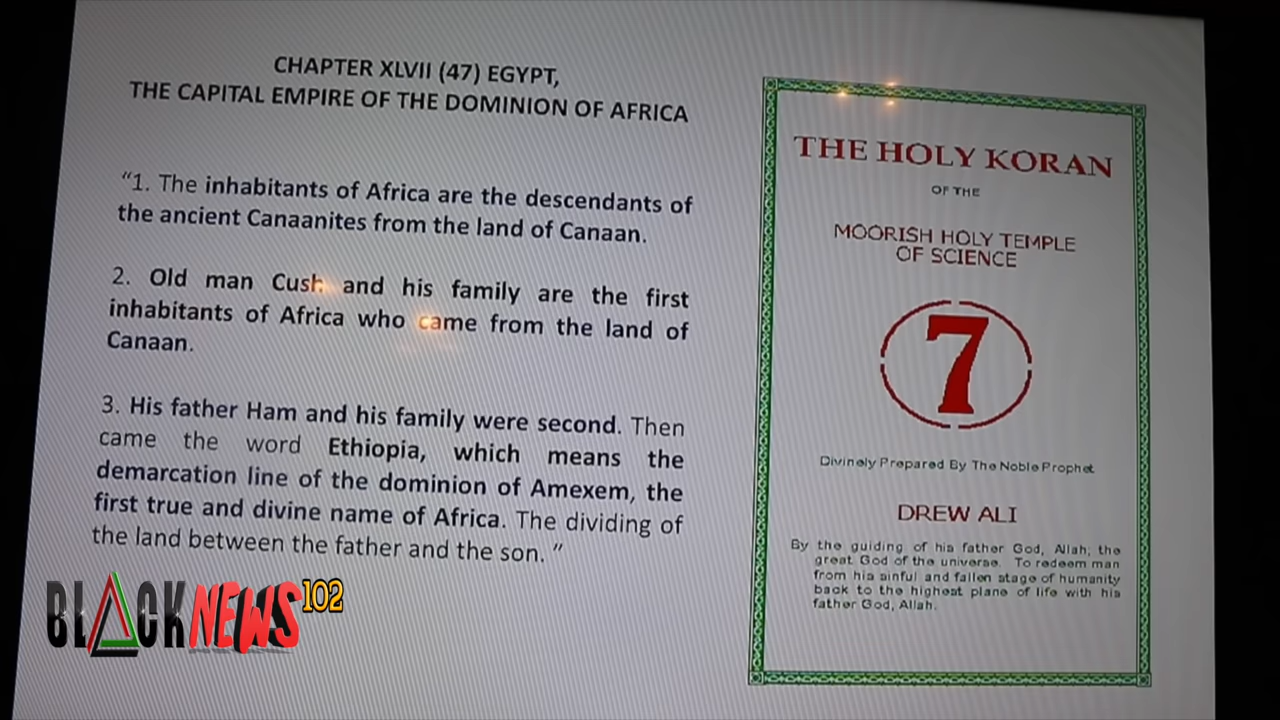 CHAPTER XLVII (47) EGYPT,
THE CAPITAL EMPIRE OF THE DOMINION OF AFRICA
“1. The inhabitants of Africa are the descendants of
the ancient Canaanites from the land of Canaan.
2. Old man Cush and his family are the first
inhabitants of Africa who came from the land of
Canaan.
3. His father Ham and his family were second. Then
came the word Ethiopia, which means the
demarcation line of the dominion of Amexem, the
first true and divine name of Africa. The dividing of
the land between the father and the son. ”
THE HOLY KORAN
OF THE
MOORISH HOLY TEMPLE
OF SCIENCE
7
Divinely Prepared By The Noble Prophet
DREW ALI
By the guiding of his father God, Allah; the
great God of the universe. To redeem man
from his sinful and fallen stage of humanity
back to the highest plane of life with his
father God, Allah.
BLACKNEWS102